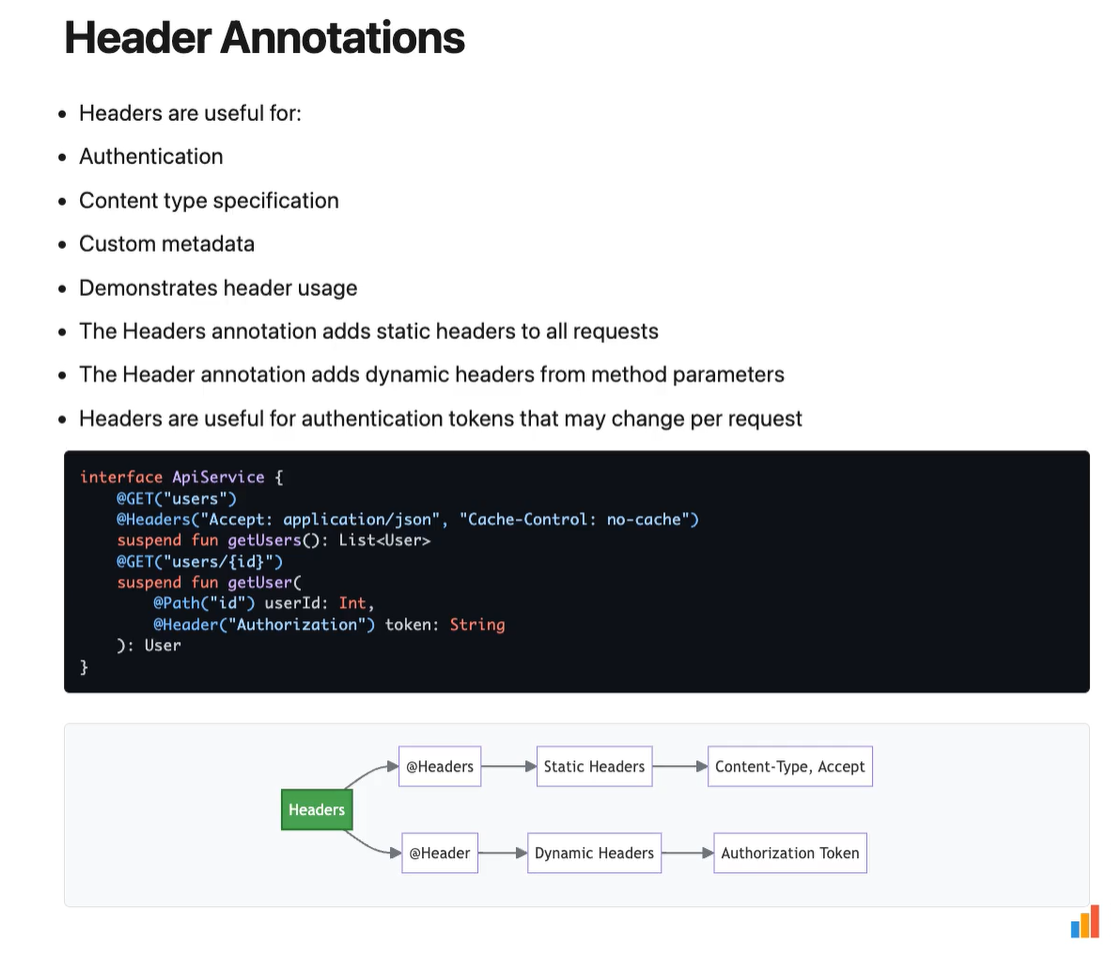 Header Annotations
Headers are useful for:
Authentication
Content type specification
Custom metadata
Demonstrates header usage
The Headers annotation adds static headers to all requests
The Header annotation adds dynamic headers from method parameters
Headers are useful for authentication tokens that may change per request
interface ApiService {
    @GET("users")
    @Headers("Accept: application/json", "Cache-Control: no-cache")
    suspend fun getUsers(): List<User>
    @GET("users/{id}")
    suspend fun getUser(
        @Path("id") userId: Int,
        @Header("Authorization") token: String
    ): User
}
Headers
@Headers
Static Headers
Content-Type, Accept
@Header
Dynamic Headers
Authorization Token